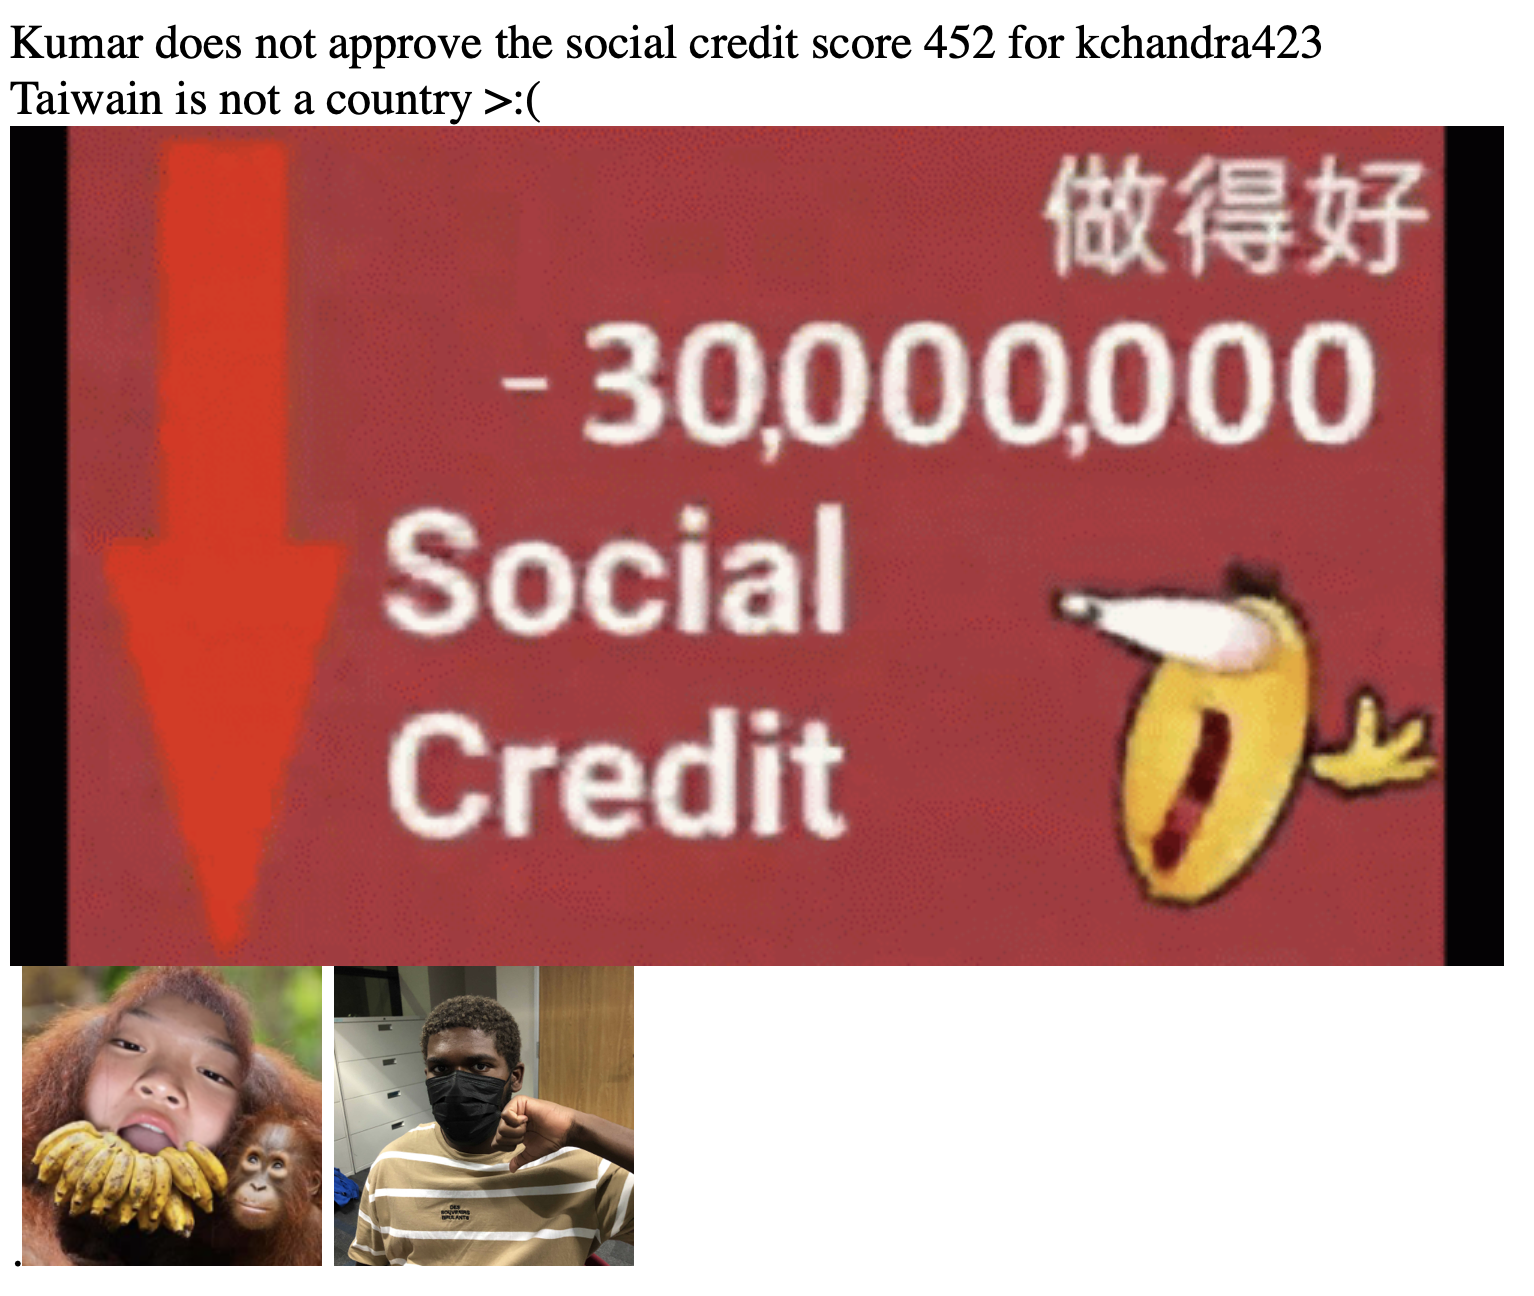 Kumar does not approve the social credit score 452 for kchandra423
Taiwain is not a country >:(
做得好
-30,000,000
Social
Credit
.